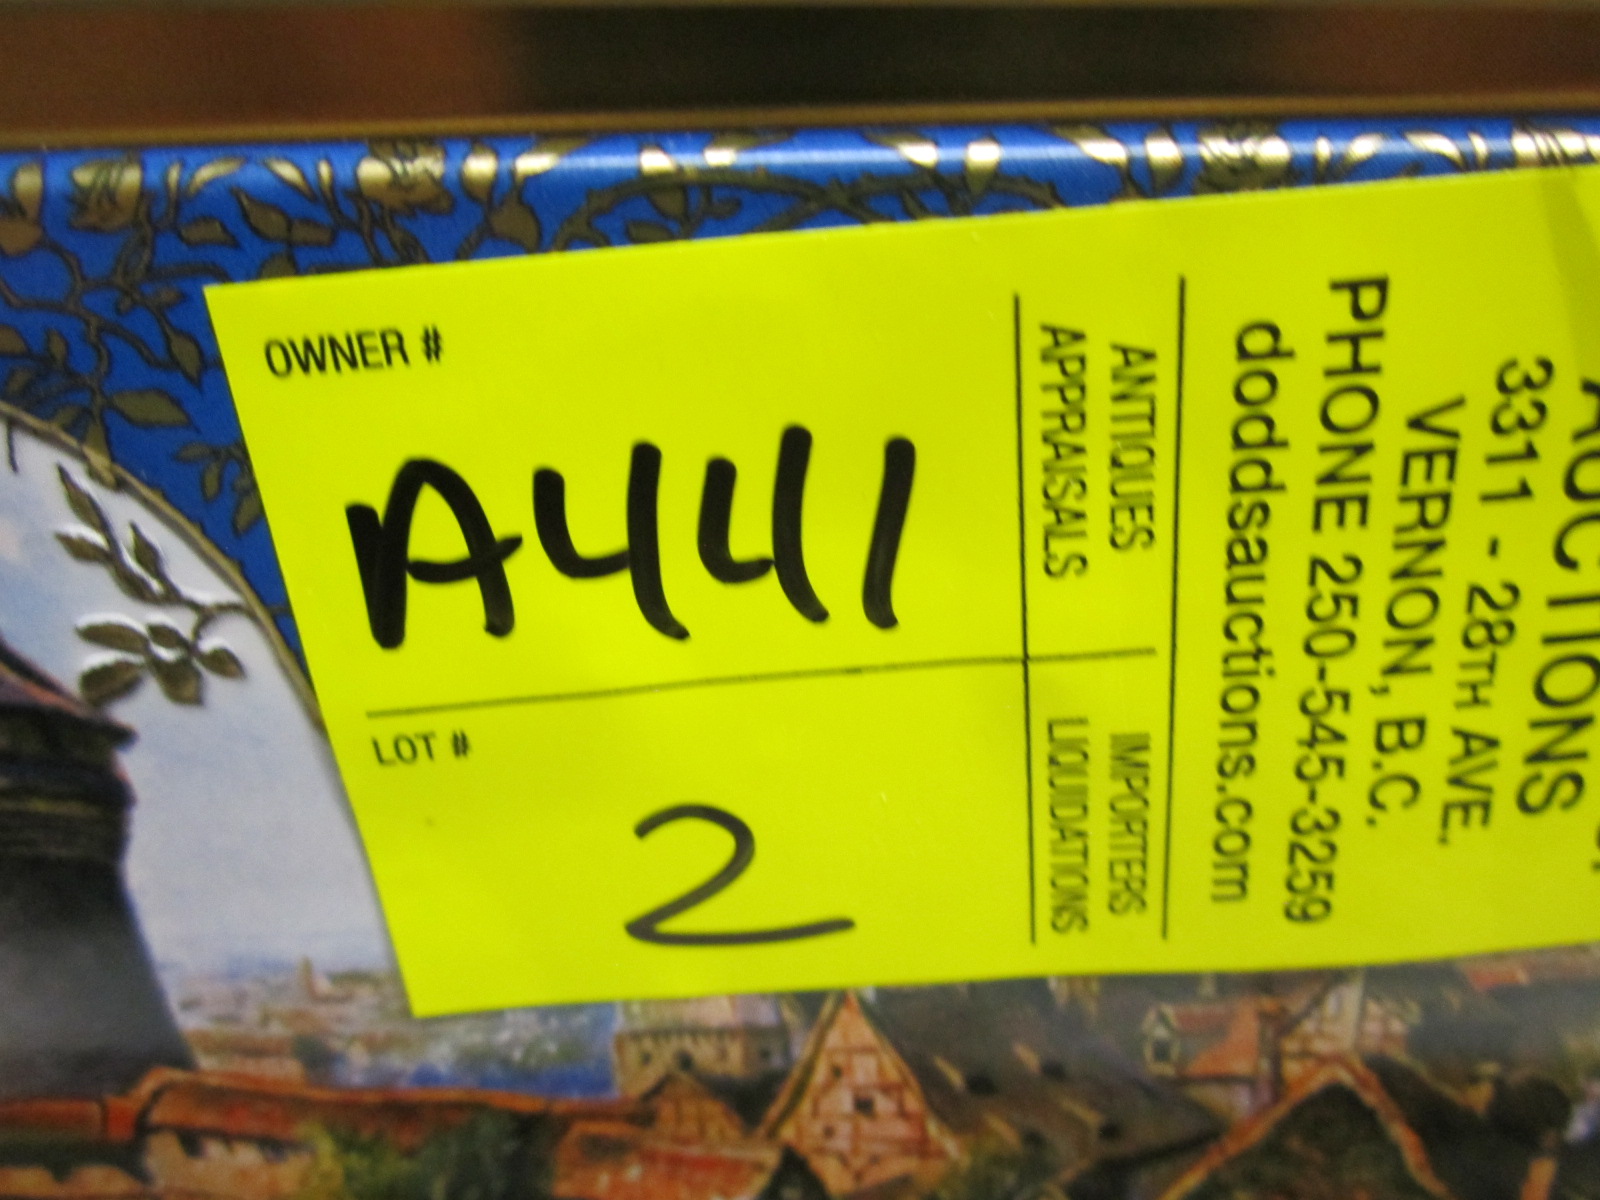 OWNER #
A441
LOT #
2
ANTIQUES
APPRAISALS
IMPORTERS
LIQUIDATIONS
AUCTIONS
3311 - 28TH AVE.
VERNON, B.C.
PHONE 250-545-3259
doddsauctions.com